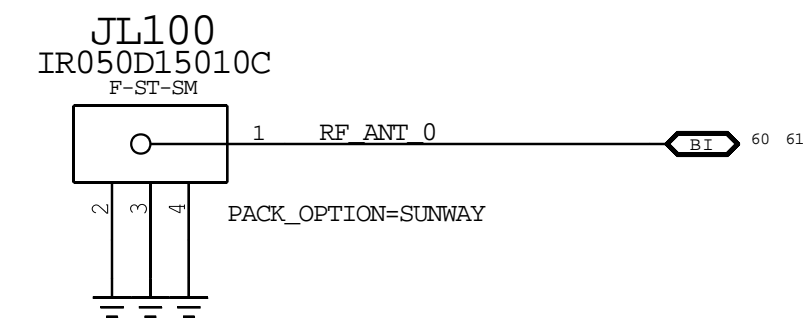 JL100
IR050D15010C
F-ST-SM
1 RF_ANT_0 BI 60 61
2 3 4
PACK_OPTION=SUNWAY